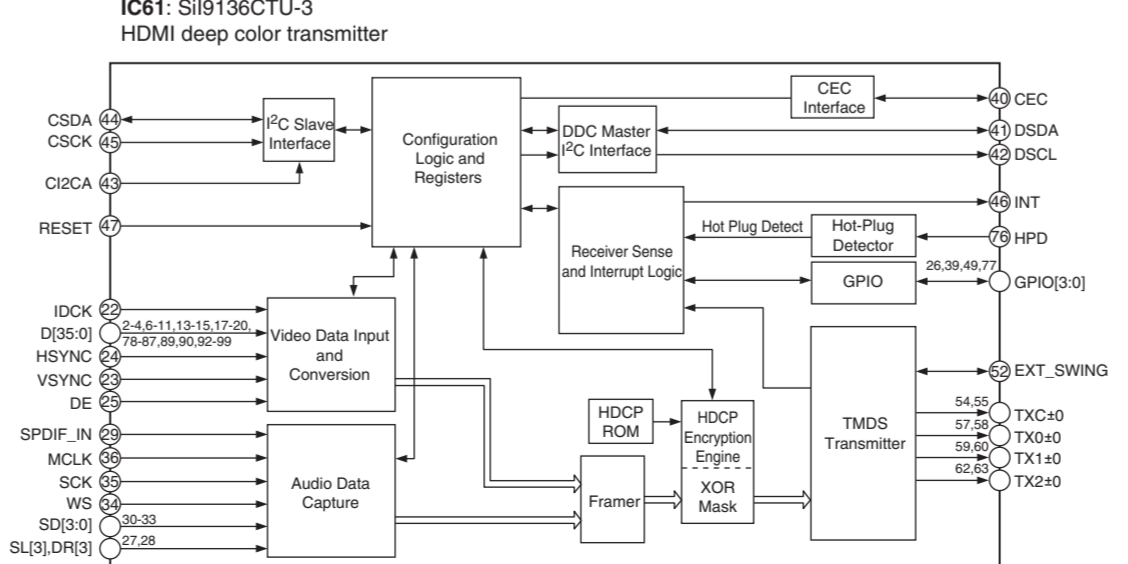 IC61: SiI9136CTU-3
HDMI deep color transmitter
CSDA 44
CSCK 45
CI2CA 43
RESET 47
I²C Slave
Interface
Configuration
Logic and
Registers
CEC
Interface
40 CEC
DDC Master
I²C Interface
41 DSDA
42 DSCL
46 INT
Receiver Sense
and Interrupt Logic
Hot Plug Detect
Hot-Plug
Detector
76 HPD
GPIO
26,39,49,77
GPIO[3:0]
IDCK 22
D[35:0] 2-4,6-11,13-15,17-20,
78-87,89,90,92-99
HSYNC 24
VSYNC 23
DE 25
Video Data Input
and
Conversion
SPDIF_IN 29
MCLK 36
SCK 35
WS 34
SD[3:0] 30-33
SL[3],DR[3] 27,28
Audio Data
Capture
HDCP
ROM
Framer
HDCP
Encryption
Engine
XOR
Mask
TMDS
Transmitter
52 EXT_SWING
54,55 TXC±0
57,58 TX0±0
59,60 TX1±0
62,63 TX2±0